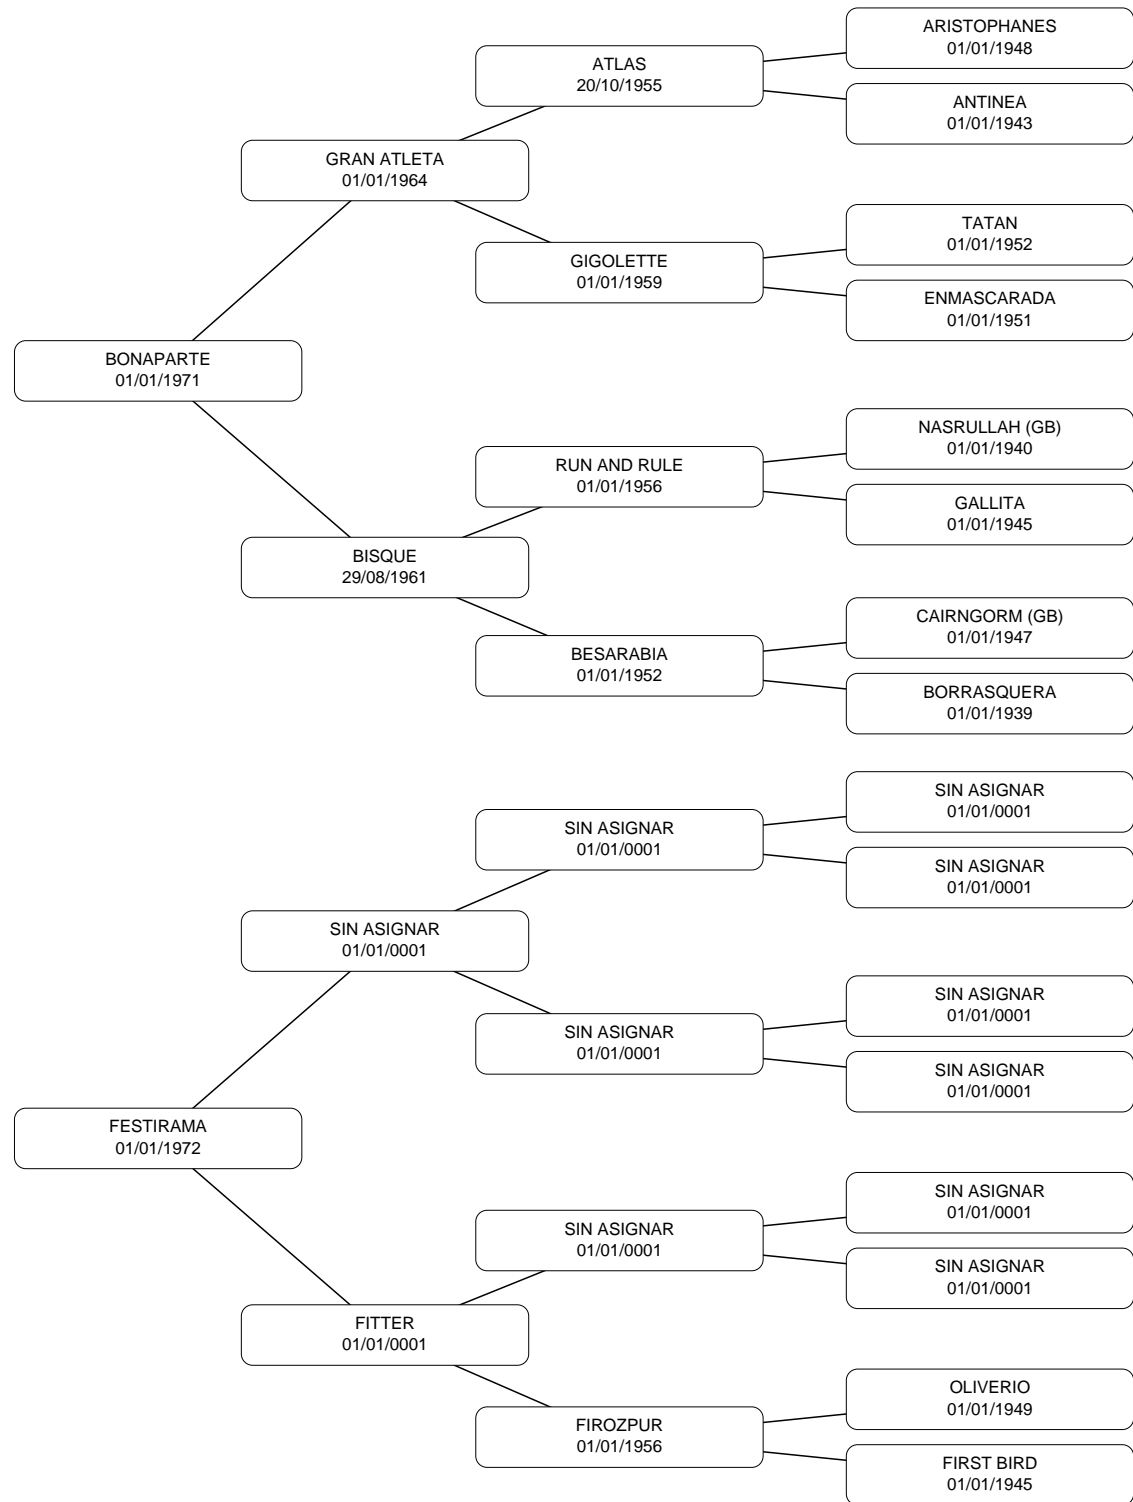 ARISTOPHANES
01/01/1948
ATLAS
20/10/1955
ANTINEA
01/01/1943
GRAN ATLETA
01/01/1964
TATAN
01/01/1952
GIGOLETTE
01/01/1959
ENMASCARADA
01/01/1951
BONAPARTE
01/01/1971
NASRULLAH (GB)
01/01/1940
RUN AND RULE
01/01/1956
GALLITA
01/01/1945
BISQUE
29/08/1961
CAIRNGORM (GB)
01/01/1947
BESARABIA
01/01/1952
BORRASQUERA
01/01/1939
SIN ASIGNAR
01/01/0001
SIN ASIGNAR
01/01/0001
SIN ASIGNAR
01/01/0001
SIN ASIGNAR
01/01/0001
SIN ASIGNAR
01/01/0001
SIN ASIGNAR
01/01/0001
SIN ASIGNAR
01/01/0001
FESTIRAMA
01/01/1972
SIN ASIGNAR
01/01/0001
SIN ASIGNAR
01/01/0001
SIN ASIGNAR
01/01/0001
FITTER
01/01/0001
OLIVERIO
01/01/1949
FIROZPUR
01/01/1956
FIRST BIRD
01/01/1945